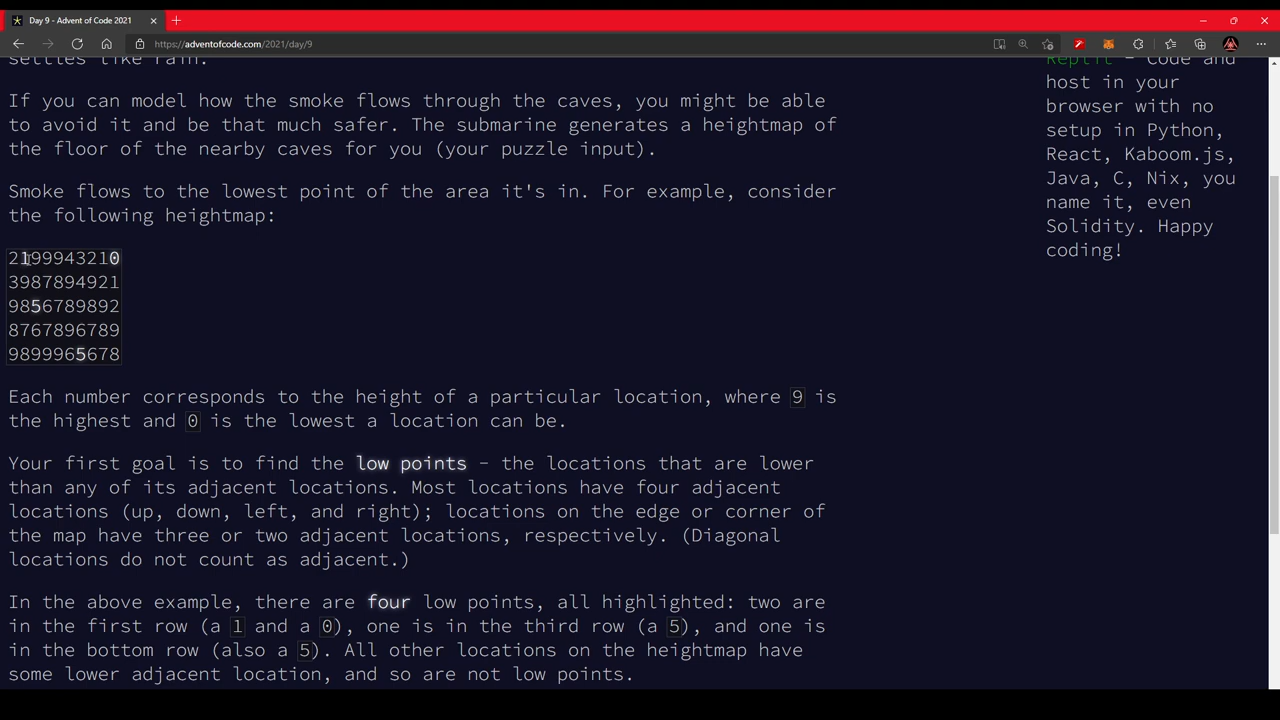 Day 9 - Advent of Code 2021
https://adventofcode.com/2021/day/9
settles like rain.
If you can model how the smoke flows through the caves, you might be able
to avoid it and be that much safer. The submarine generates a heightmap of
the floor of the nearby caves for you (your puzzle input).
Smoke flows to the lowest point of the area it's in. For example, consider
the following heightmap:
2199943210
3987894921
9856789892
8767896789
9899965678
Each number corresponds to the height of a particular location, where 9 is
the highest and 0 is the lowest a location can be.
Your first goal is to find the low points - the locations that are lower
than any of its adjacent locations. Most locations have four adjacent
locations (up, down, left, and right); locations on the edge or corner of
the map have three or two adjacent locations, respectively. (Diagonal
locations do not count as adjacent.)
In the above example, there are four low points, all highlighted: two are
in the first row (a 1 and a 0), one is in the third row (a 5), and one is
in the bottom row (also a 5). All other locations on the heightmap have
some lower adjacent location, and so are not low points.
Replit - Code and
host in your
browser with no
setup in Python,
React, Kaboom.js,
Java, C, Nix, you
name it, even
Solidity. Happy
coding!